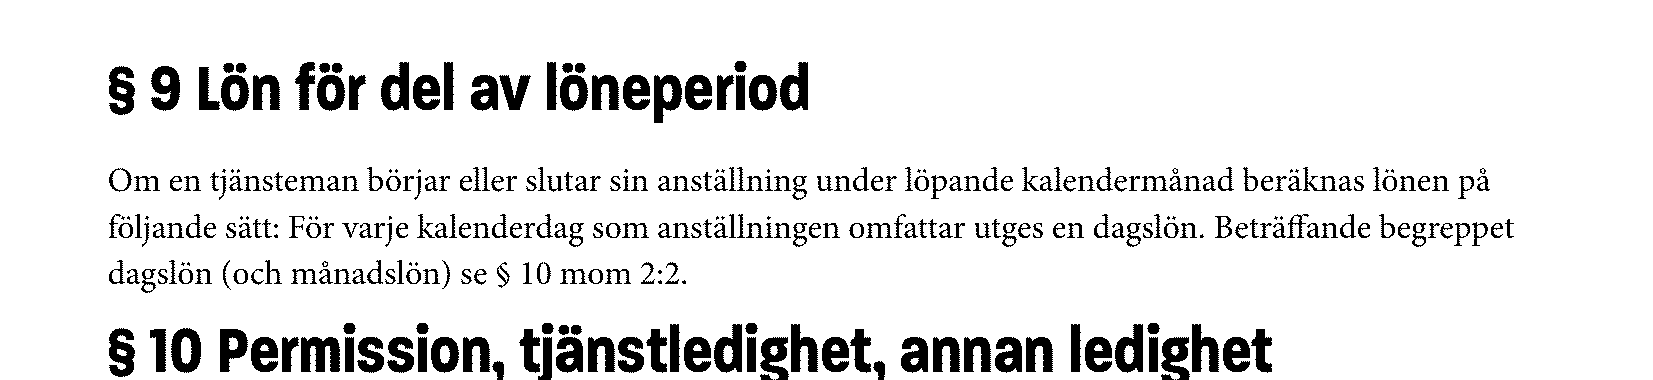 § 9 Lön för del av löneperiod
Om en tjänsteman börjar eller slutar sin anställning under löpande kalendermånad beräknas lönen på
följande sätt: För varje kalenderdag som anställningen omfattar utges en dagslön. Beträffande begreppet
dagslön (och månadslön) se § 10 mom 2:2.
§ 10 Permission, tjänstledighet, annan ledighet